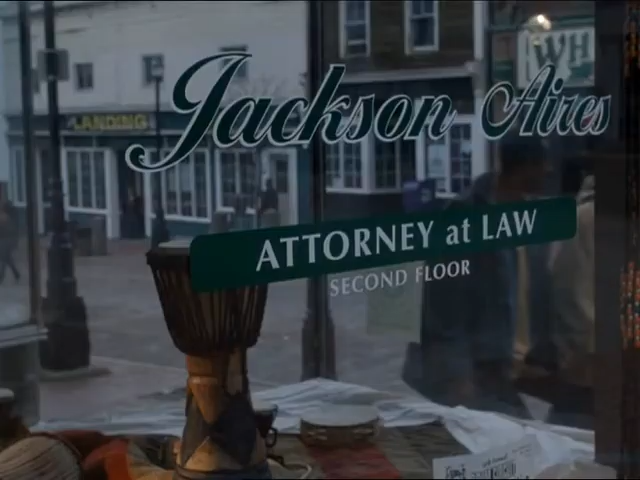 WH
LANDING
Jackson Aires
ATTORNEY at LAW
SECOND FLOOR